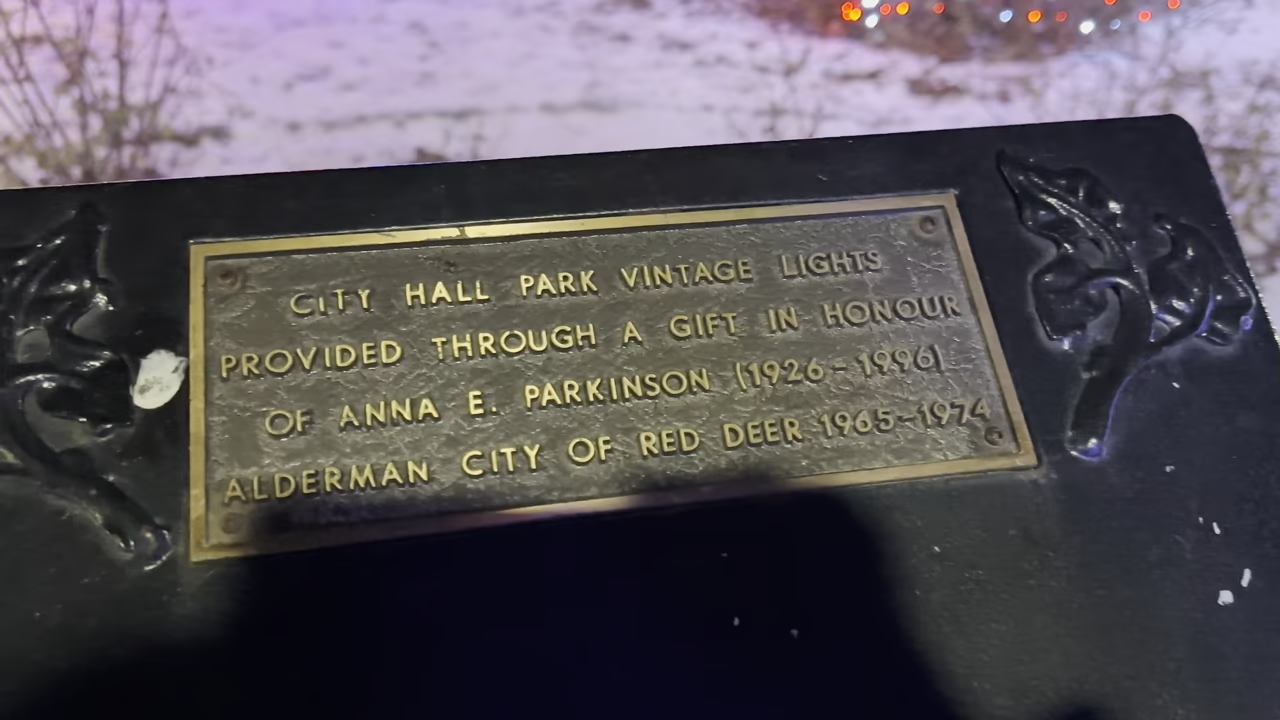 CITY HALL PARK VINTAGE LIGHTS
PROVIDED THROUGH A GIFT IN HONOUR
OF ANNA E. PARKINSON (1926-1996)
ALDERMAN CITY OF RED DEER 1965-1974